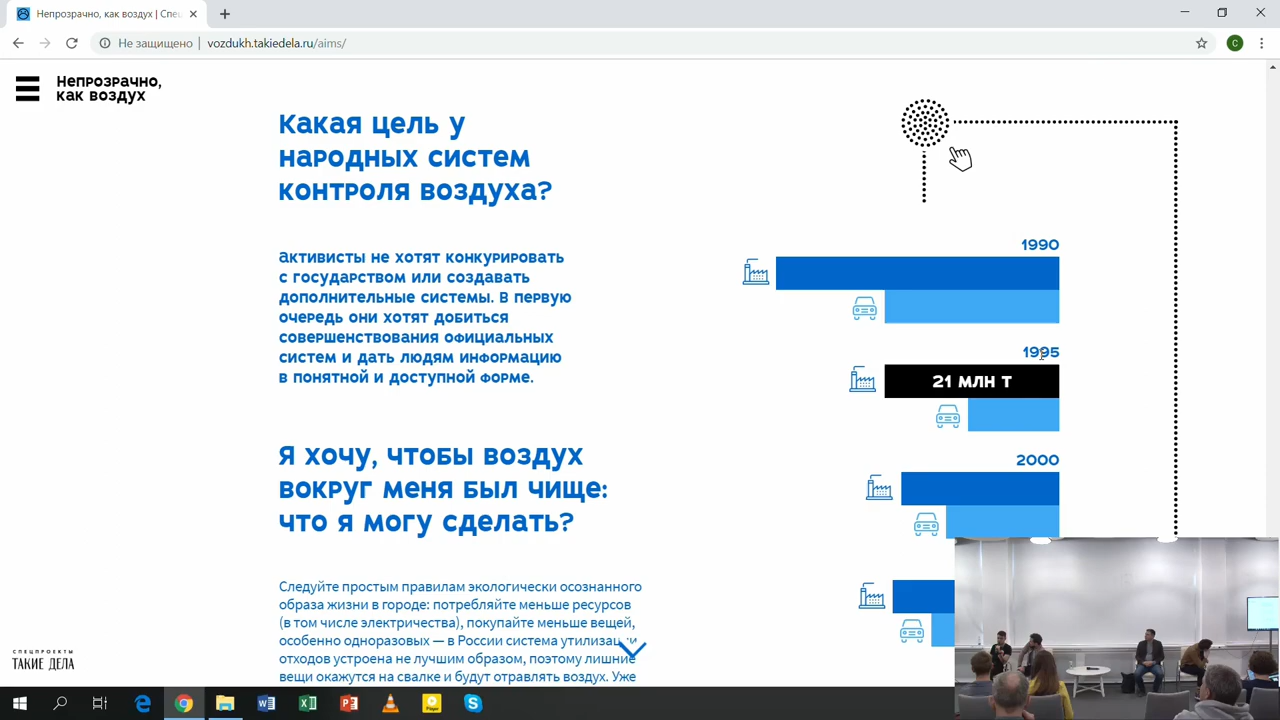 Непрозрачно, как воздух | Спец
Не защищено
vozdukh.takiedela.ru/aims/
С
Непрозрачно,
как воздух
Какая цель у
народных систем
контроля воздуха?
Активисты не хотят конкурировать
с государством или создавать
дополнительные системы. В первую
очередь они хотят добиться
совершенствования официальных
систем и дать людям информацию
в понятной и доступной форме.
Я хочу, чтобы воздух
вокруг меня был чище:
что я могу сделать?
Следуйте простым правилам экологически осознанного
образа жизни в городе: потребляйте меньше ресурсов
(в том числе электричества), покупайте меньше вещей,
особенно одноразовых — в России система утилизации
отходов устроена не лучшим образом, поэтому лишние
вещи окажутся на свалке и будут отравлять воздух. Уже
1990
1995
21 МЛН Т
2000
СПЕЦПРОЕКТЫ
ТАКИЕ ДЕЛА